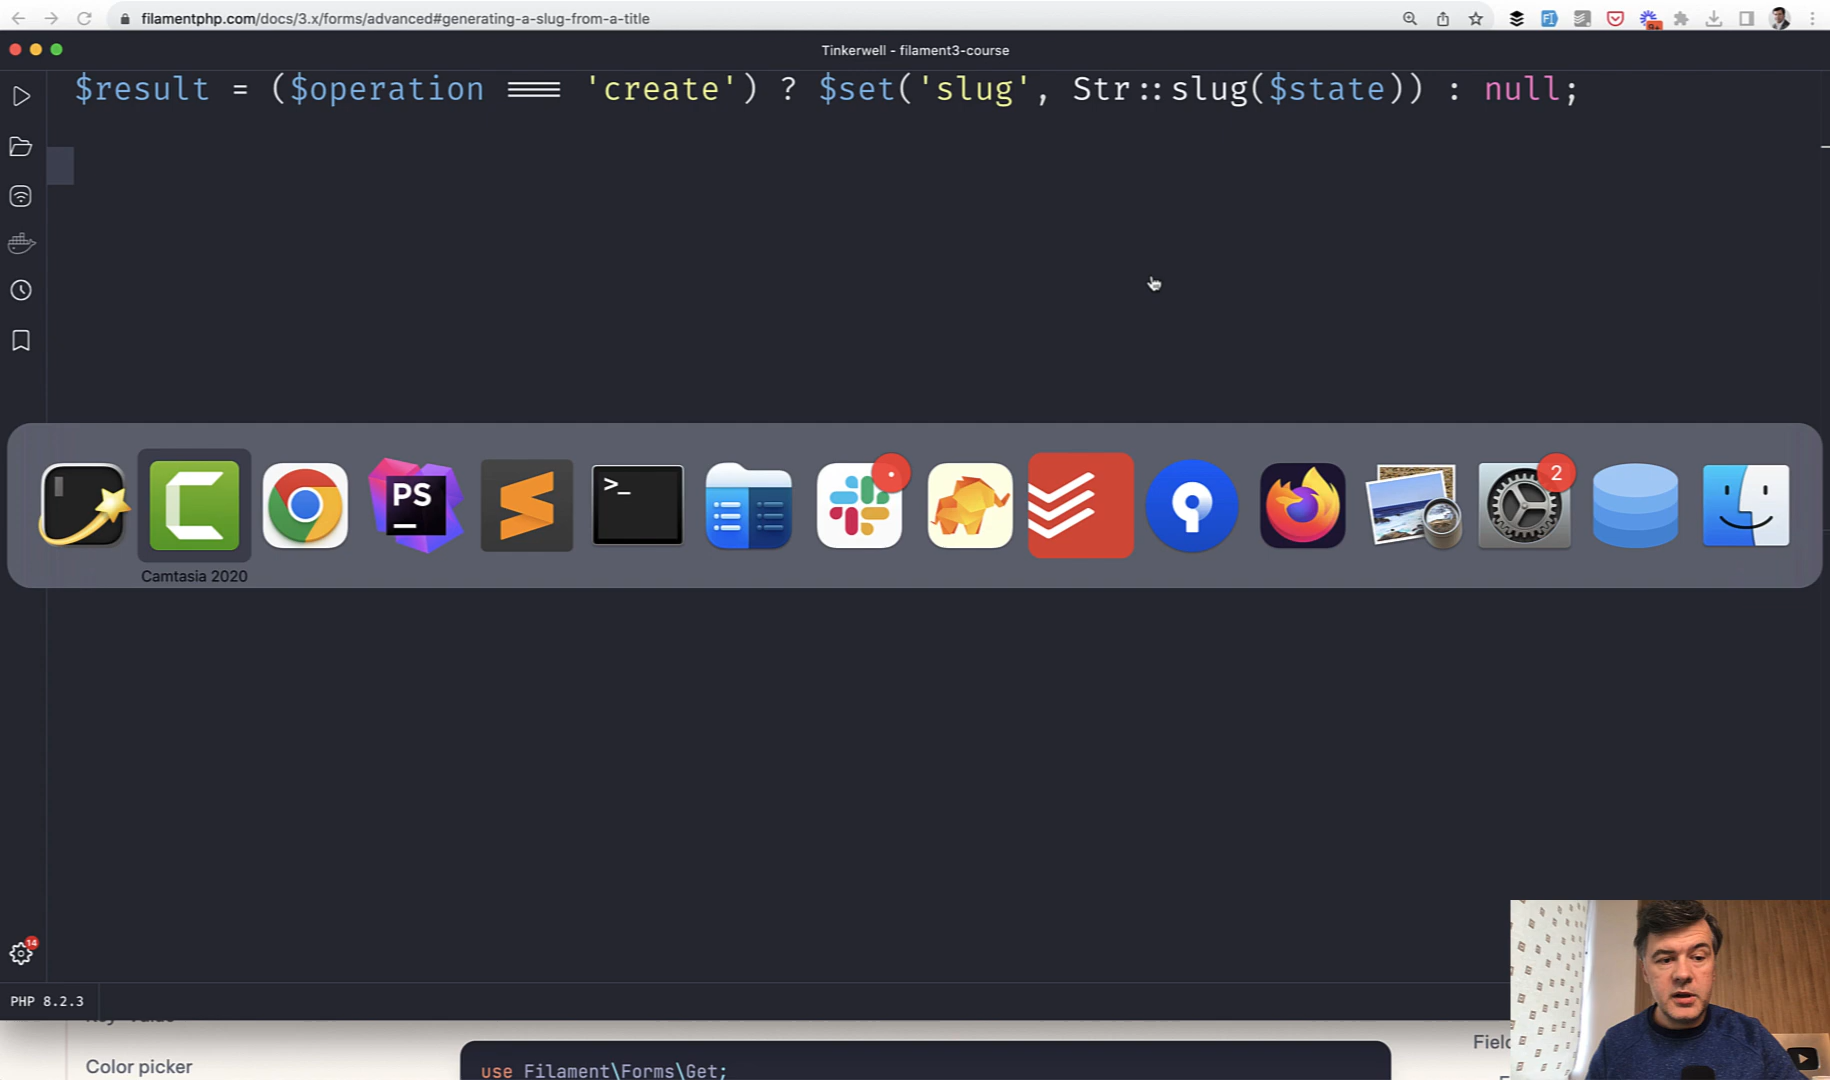 filamentphp.com/docs/3.x/forms/advanced#generating-a-slug-from-a-title
Tinkerwell - filament3-course
$result = ($operation === 'create') ? $set('slug', Str::slug($state)) : null;
PS
>_
2
Camtasia 2020
14
PHP 8.2.3
Color picker
use Filament\Forms\Get;